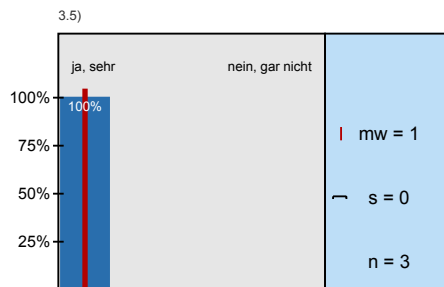 3.5)
ja, sehr nein, gar nicht
100%
100%
75%
50%
25%
mw = 1
s = 0
n = 3